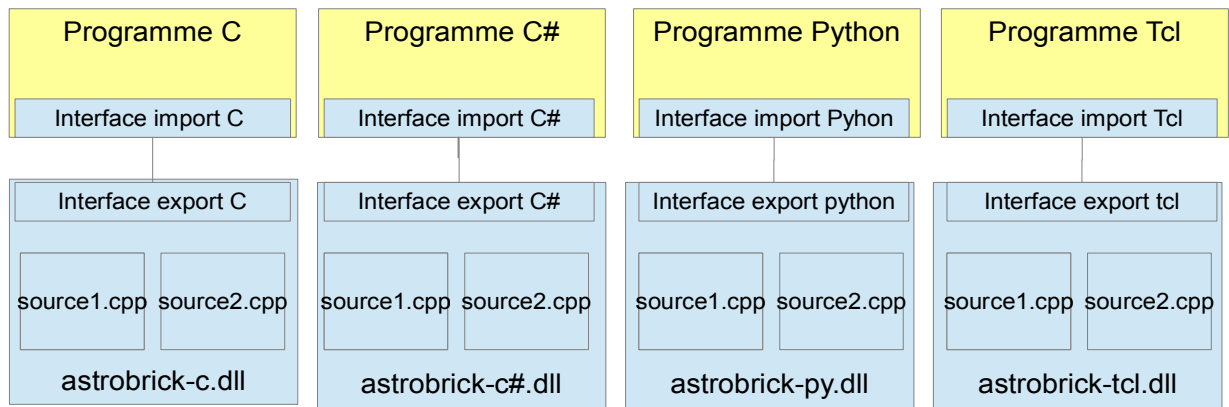 Programme C
Programme C#
Programme Python
Programme Tcl
Interface import C
Interface import C#
Interface import Pyhon
Interface import Tcl
Interface export C
Interface export C#
Interface export python
Interface export tcl
source1.cpp
source2.cpp
source1.cpp
source2.cpp
source1.cpp
source2.cpp
source1.cpp
source2.cpp
astrobrick-c.dll
astrobrick-c#.dll
astrobrick-py.dll
astrobrick-tcl.dll